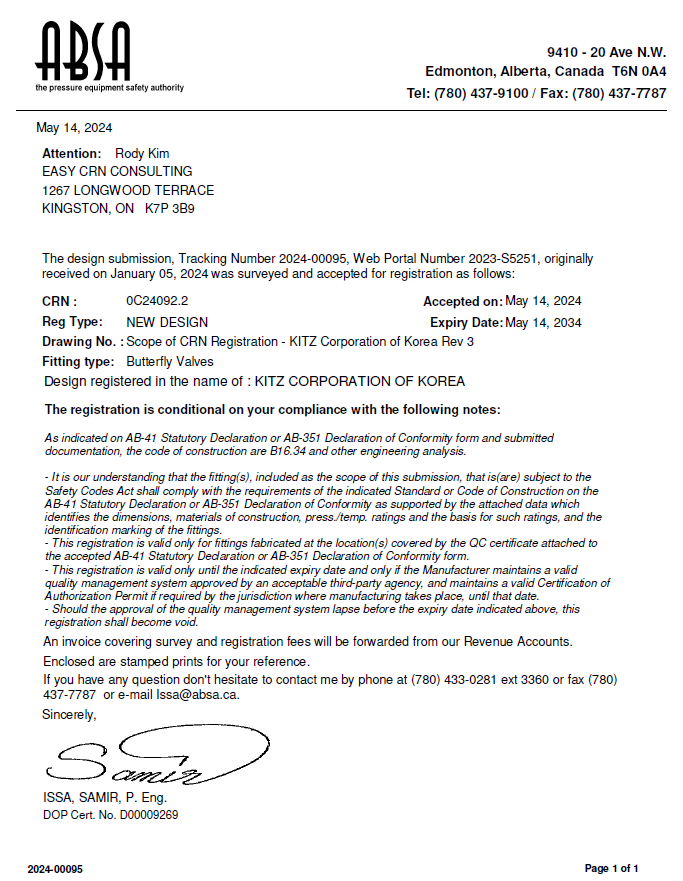 ABSA
the pressure equipment safety authority
9410 - 20 Ave N.W.
Edmonton, Alberta, Canada T6N 0A4
Tel: (780) 437-9100 / Fax: (780) 437-7787
May 14, 2024
Attention: Rody Kim
EASY CRN CONSULTING
1267 LONGWOOD TERRACE
KINGSTON, ON K7P 3B9
The design submission, Tracking Number 2024-00095, Web Portal Number 2023-S5251, originally
received on January 05, 2024 was surveyed and accepted for registration as follows:
CRN : 0C24092.2 Accepted on: May 14, 2024
Reg Type: NEW DESIGN Expiry Date: May 14, 2034
Drawing No. : Scope of CRN Registration - KITZ Corporation of Korea Rev 3
Fitting type: Butterfly Valves
Design registered in the name of : KITZ CORPORATION OF KOREA
The registration is conditional on your compliance with the following notes:
As indicated on AB-41 Statutory Declaration or AB-351 Declaration of Conformity form and submitted
documentation, the code of construction are B16.34 and other engineering analysis.
- It is our understanding that the fitting(s), included as the scope of this submission, that is(are) subject to the
Safety Codes Act shall comply with the requirements of the indicated Standard or Code of Construction on the
AB-41 Statutory Declaration or AB-351 Declaration of Conformity as supported by the attached data which
identifies the dimensions, materials of construction, press./temp. ratings and the basis for such ratings, and the
identification marking of the fittings.
- This registration is valid only for fittings fabricated at the location(s) covered by the QC certificate attached to
the accepted AB-41 Statutory Declaration or AB-351 Declaration of Conformity form.
- This registration is valid only until the indicated expiry date and only if the Manufacturer maintains a valid
quality management system approved by an acceptable third-party agency, and maintains a valid Certification of
Authorization Permit if required by the jurisdiction where manufacturing takes place, until that date.
- Should the approval of the quality management system lapse before the expiry date indicated above, this
registration shall become void.
An invoice covering survey and registration fees will be forwarded from our Revenue Accounts.
Enclosed are stamped prints for your reference.
If you have any question don't hesitate to contact me by phone at (780) 433-0281 ext 3360 or fax (780)
437-7787 or e-mail Issa@absa.ca.
Sincerely,
Samir
ISSA, SAMIR, P. Eng.
DOP Cert. No. D00009269
2024-00095
Page 1 of 1